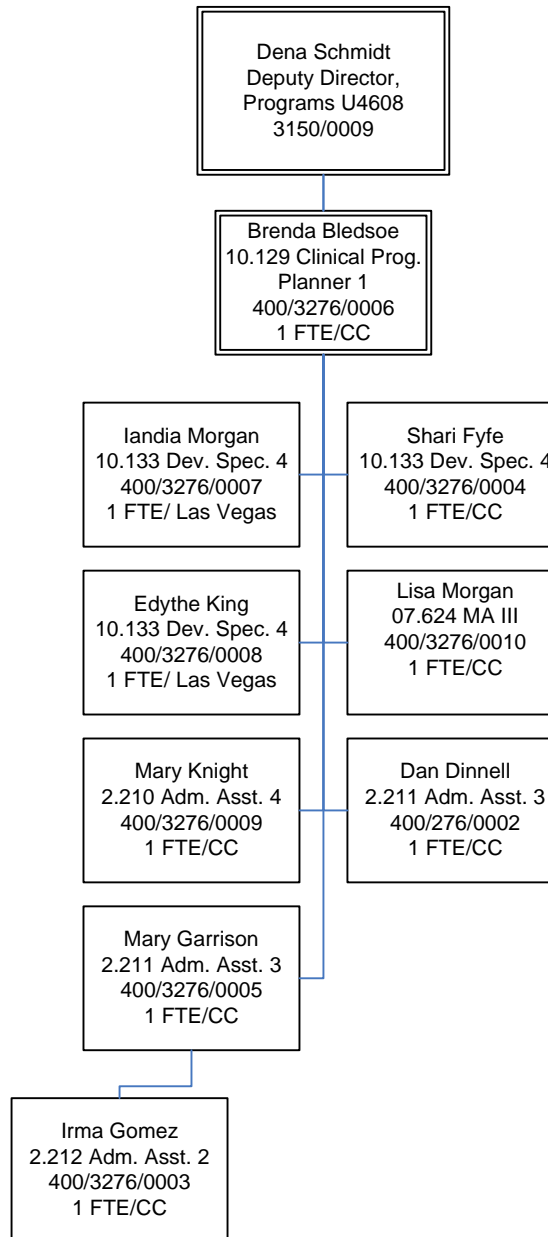 Dena Schmidt
Deputy Director,
Programs U4608
3150/0009
Brenda Bledsoe
10.129 Clinical Prog.
Planner 1
400/3276/0006
1 FTE/CC
Iandia Morgan
10.133 Dev. Spec. 4
400/3276/0007
1 FTE/ Las Vegas
Shari Fyfe
10.133 Dev. Spec. 4
400/3276/0004
1 FTE/CC
Edythe King
10.133 Dev. Spec. 4
400/3276/0008
1 FTE/ Las Vegas
Lisa Morgan
07.624 MA III
400/3276/0010
1 FTE/CC
Mary Knight
2.210 Adm. Asst. 4
400/3276/0009
1 FTE/CC
Dan Dinnell
2.211 Adm. Asst. 3
400/276/0002
1 FTE/CC
Mary Garrison
2.211 Adm. Asst. 3
400/3276/0005
1 FTE/CC
Irma Gomez
2.212 Adm. Asst. 2
400/3276/0003
1 FTE/CC